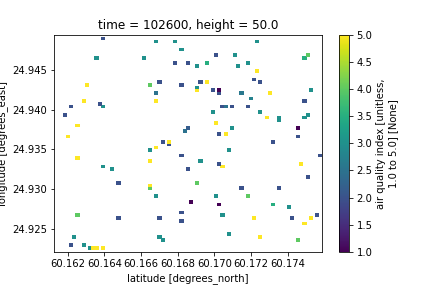 time = 102600, height = 50.0
24.945
24.940
24.935
24.930
24.925
[degrees_east]
60.162 60.164 60.166 60.168 60.170 60.172 60.174
latitude [degrees_north]
5.0
4.5
4.0
3.5
3.0
2.5
2.0
1.5
1.0
air quality index [unitless,
1.0 to 5.0] [None]